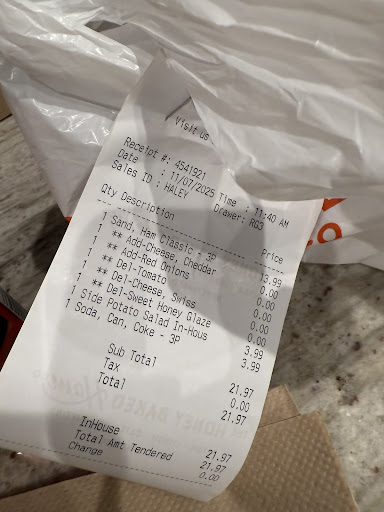 Visit us
Receipt #: 4541921
Date : 11/07/2025 Time : 11:40 AM
Sales ID : HALEY Drawer: RG3
Qty Description Price
1 Sand, Ham Classic - 3P 13.99
1 ** Add-Cheese, Cheddar 0.00
1 ** Add-Red Onions 0.00
1 ** Del-Tomato 0.00
1 ** Del-Cheese, Swiss 0.00
1 ** Del-Sweet Honey Glaze 0.00
1 Side Potato Salad In-Hous 3.99
1 Soda, Can, Coke - 3P 3.99
Sub Total 21.97
Tax 0.00
Total 21.97
InHouse 21.97
Total Amt Tendered 21.97
Change 0.00